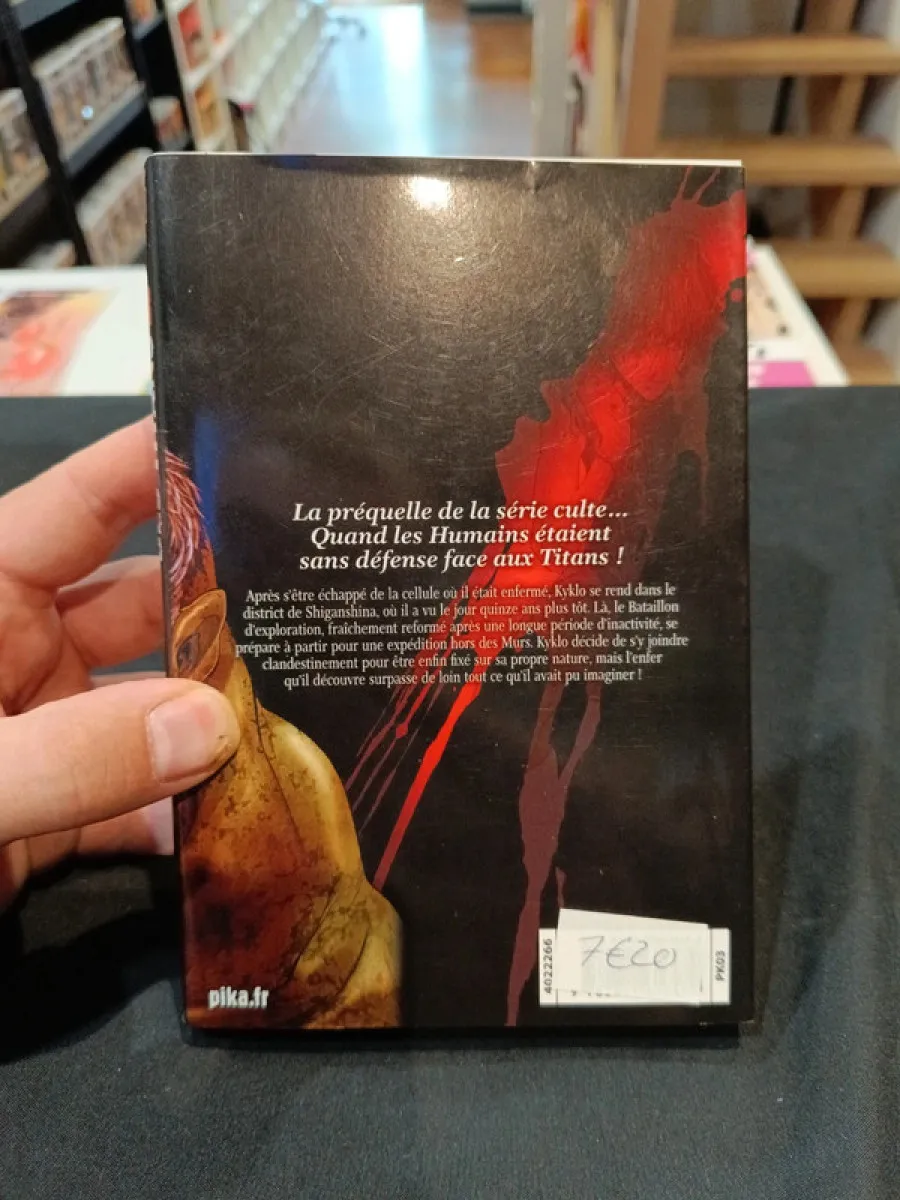 La préquelle de la série culte...
Quand les Humains étaient
sans défense face aux Titans !
Après s'être échappé de la cellule où il était enfermé, Kyklo se rend dans le
district de Shiganshina, où il a vu le jour quinze ans plus tôt. Là, le Bataillon
d'exploration, fraîchement reformé après une longue période d'inactivité, se
prépare à partir pour une expédition hors des Murs. Kyklo décide de s'y joindre
clandestinement pour être enfin fixé sur sa propre nature, mais l'enfer
qu'il découvre surpasse de loin tout ce qu'il avait pu imaginer !
4022266
7€20
PK03
pika.fr